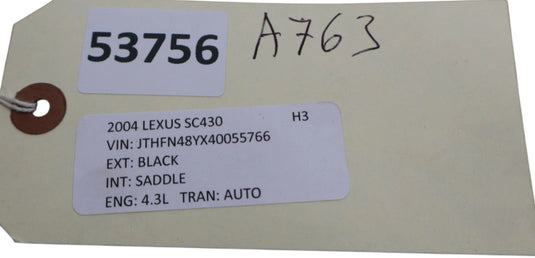 53756 A763
2004 LEXUS SC430 H3
VIN: JTHFN48YX40055766
EXT: BLACK
INT: SADDLE
ENG: 4.3L TRAN: AUTO